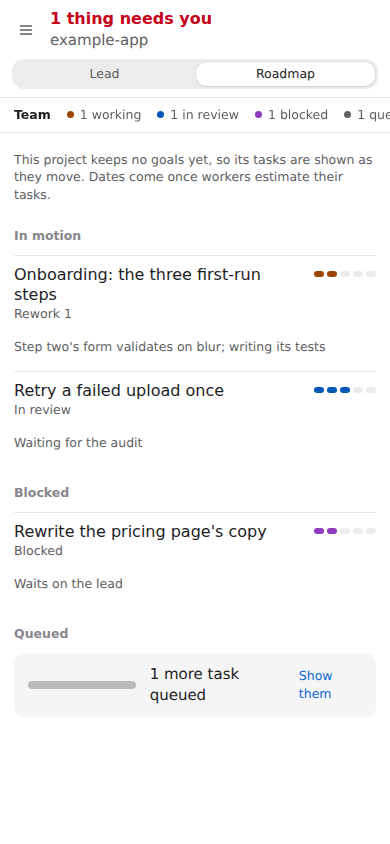 1 thing needs you
example-app
Lead
Roadmap
Team 1 working 1 in review 1 blocked 1 que
This project keeps no goals yet, so its tasks are shown as
they move. Dates come once workers estimate their
tasks.
In motion
Onboarding: the three first-run
steps
Rework 1
Step two's form validates on blur; writing its tests
Retry a failed upload once
In review
Waiting for the audit
Blocked
Rewrite the pricing page's copy
Blocked
Waits on the lead
Queued
1 more task
queued
Show
them